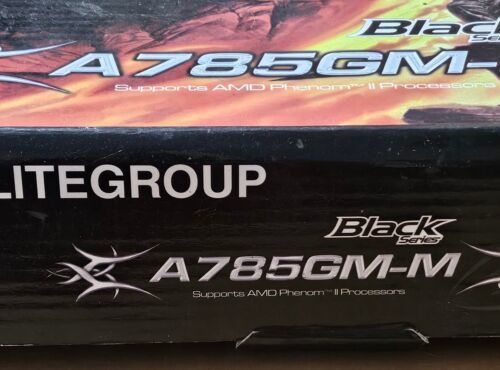 Black
Series
A785GM-
Supports AMD Phenom™ II Processors
LITEGROUP
Black
Series
A785GM-M
Supports AMD Phenom™ II Processors